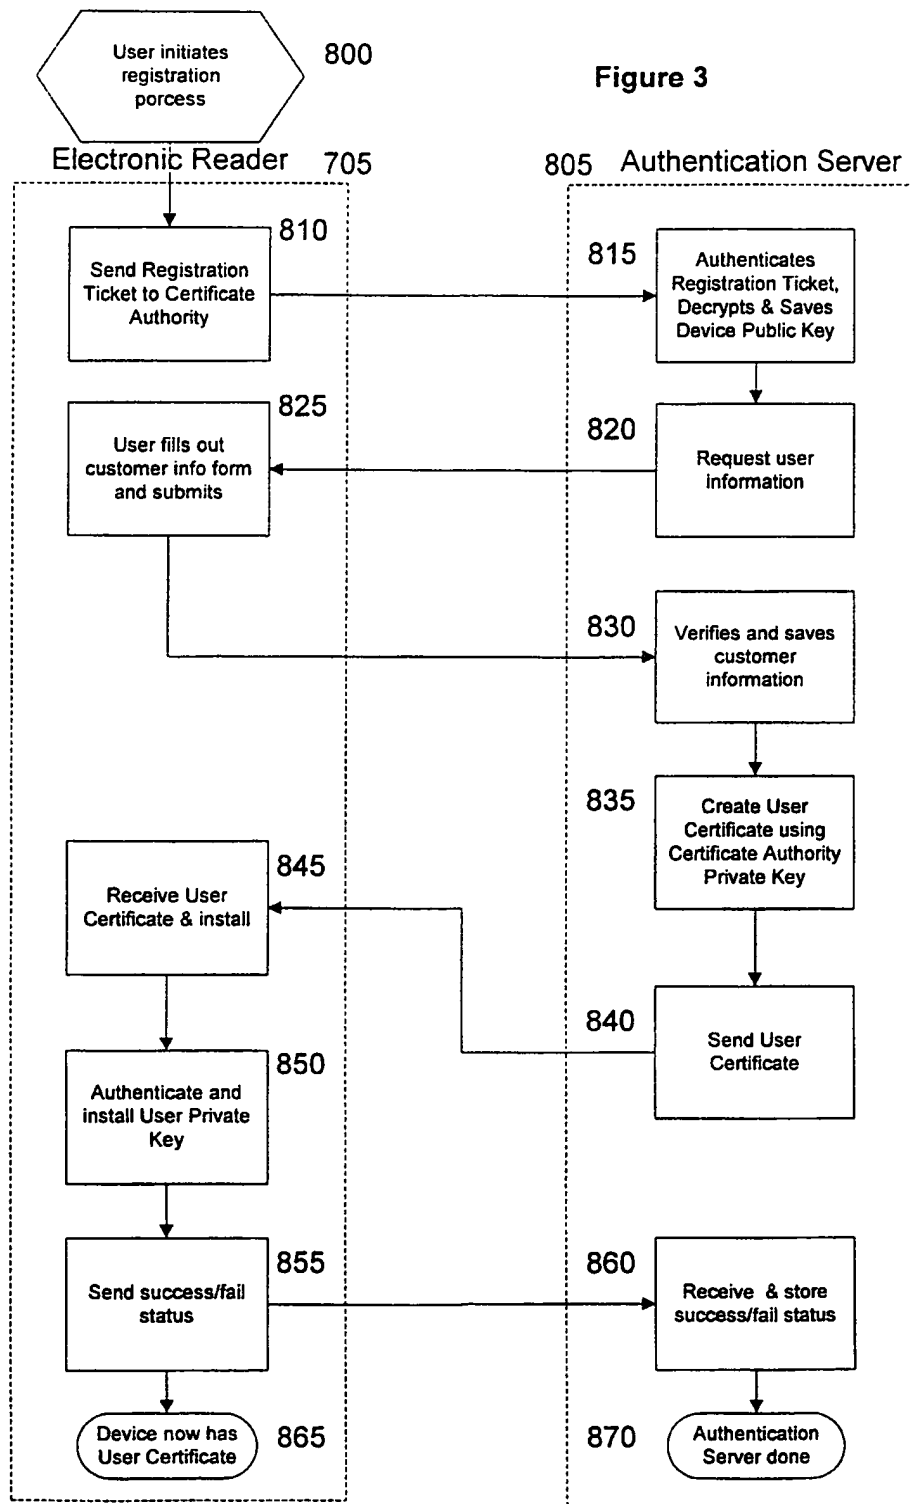 User initiates
registration
porcess
800
Figure 3
Electronic Reader
705
805
Authentication Server
810
Send Registration
Ticket to Certificate
Authority
815
Authenticates
Registration Ticket,
Decrypts & Saves
Device Public Key
825
User fills out
customer info form
and submits
820
Request user
information
830
Verifies and saves
customer
information
835
Create User
Certificate using
Certificate Authority
Private Key
845
Receive User
Certificate & install
840
Send User
Certificate
850
Authenticate and
install User Private
Key
855
Send success/fail
status
860
Receive & store
success/fail status
Device now has
User Certificate
865
870
Authentication
Server done